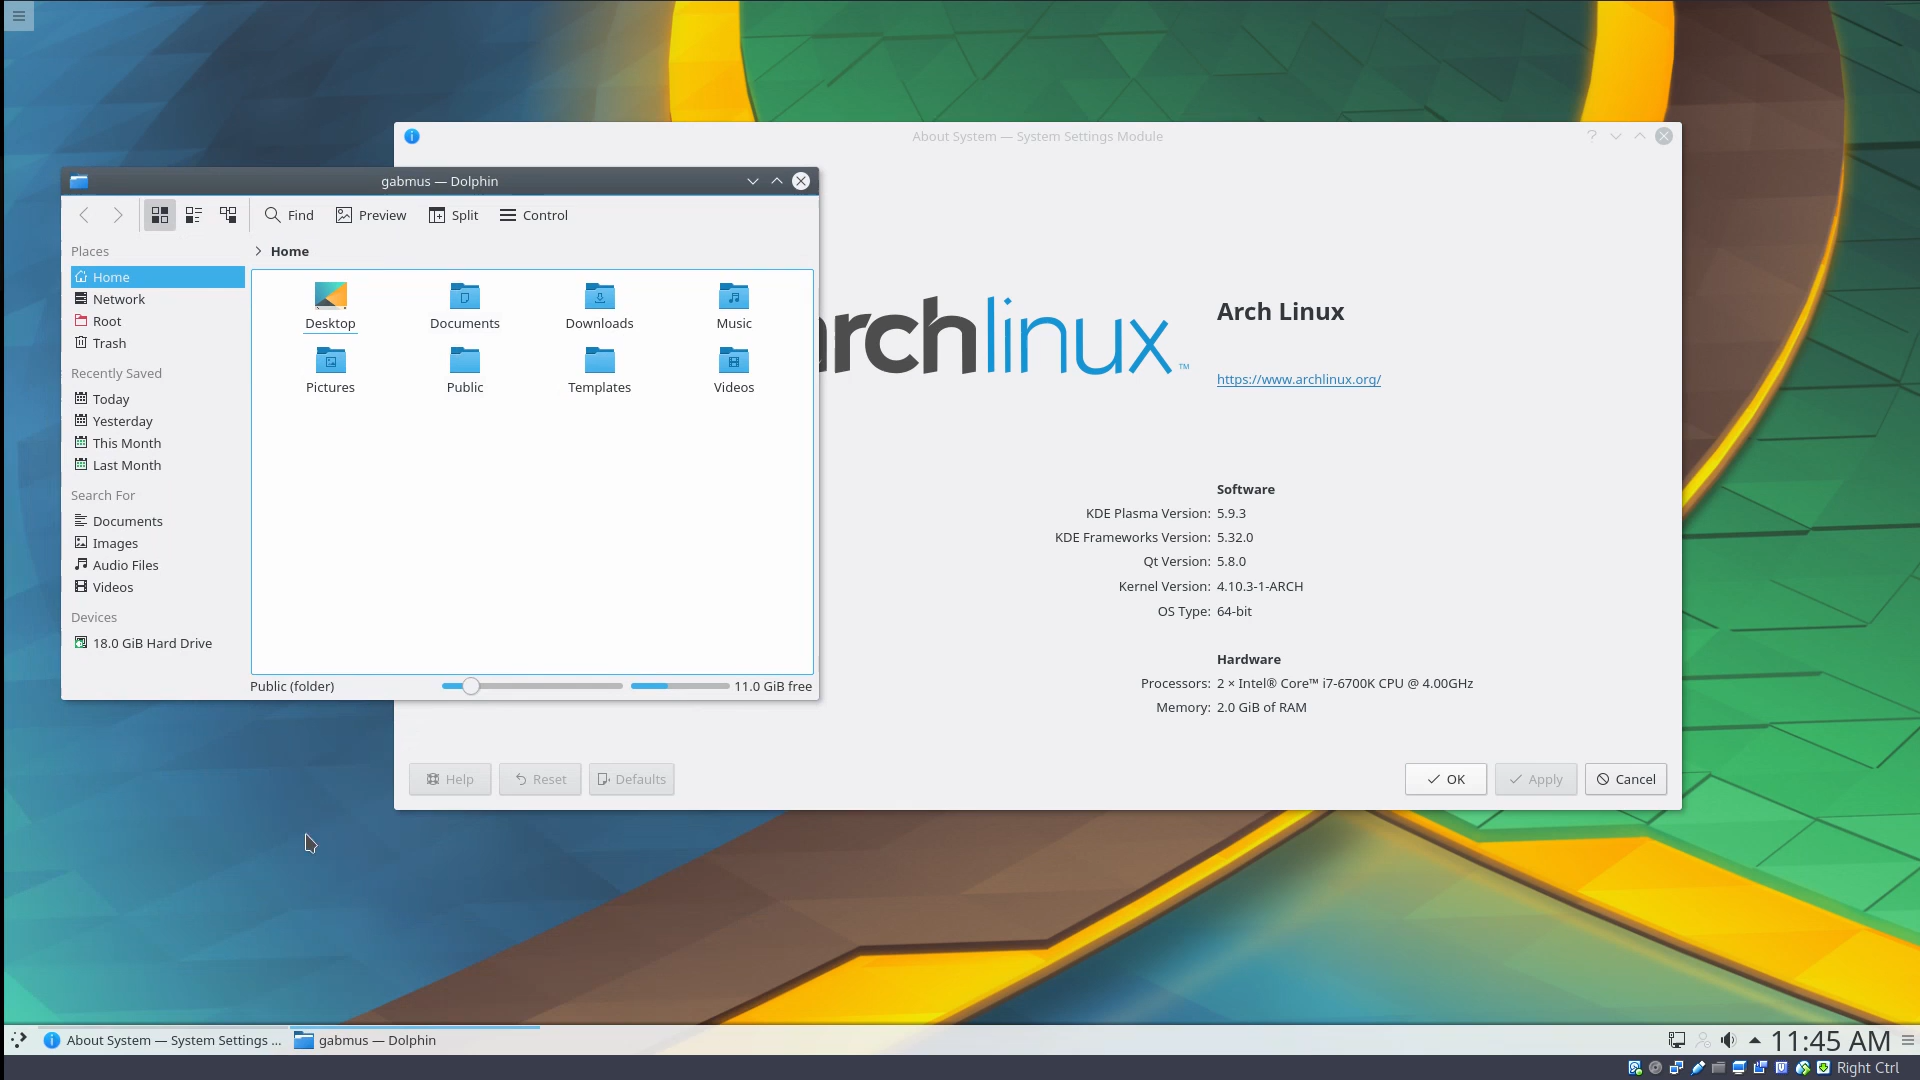 About System — System Settings Module
gabmus — Dolphin
Find
Preview
Split
Control
Places
Home
Network
Root
Trash
Recently Saved
Today
Yesterday
This Month
Last Month
Search For
Documents
Images
Audio Files
Videos
Devices
18.0 GiB Hard Drive
Home
Desktop
Documents
Downloads
Music
Pictures
Public
Templates
Videos
Public (folder)
11.0 GiB free
rchlinux™
Arch Linux
https://www.archlinux.org/
Software
KDE Plasma Version: 5.9.3
KDE Frameworks Version: 5.32.0
Qt Version: 5.8.0
Kernel Version: 4.10.3-1-ARCH
OS Type: 64-bit
Hardware
Processors: 2 × Intel® Core™ i7-6700K CPU @ 4.00GHz
Memory: 2.0 GiB of RAM
Help
Reset
Defaults
OK
Apply
Cancel
About System — System Settings ...
gabmus — Dolphin
11:45 AM
Right Ctrl